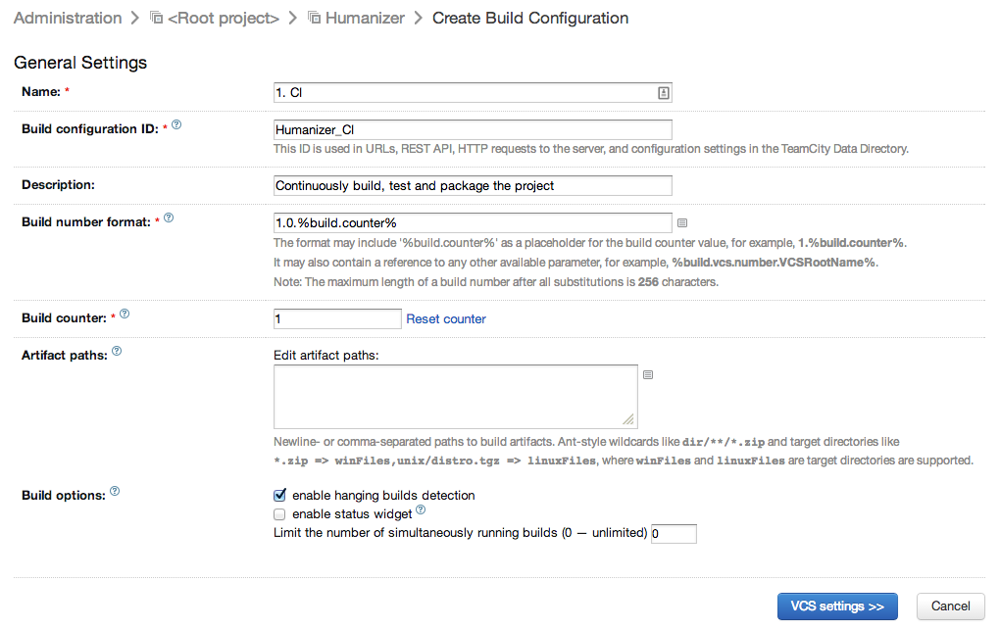 Administration > <Root project> > Humanizer > Create Build Configuration
General Settings
Name: * 1. CI
Build configuration ID: * ? Humanizer_CI
This ID is used in URLs, REST API, HTTP requests to the server, and configuration settings in the TeamCity Data Directory.
Description: Continuously build, test and package the project
Build number format: * ? 1.0.%build.counter%
The format may include '%build.counter%' as a placeholder for the build counter value, for example, 1.%build.counter%.
It may also contain a reference to any other available parameter, for example, %build.vcs.number.VCSRootName%.
Note: The maximum length of a build number after all substitutions is 256 characters.
Build counter: * ? 1 Reset counter
Artifact paths: ? Edit artifact paths:
Newline- or comma-separated paths to build artifacts. Ant-style wildcards like dir/**/*.zip and target directories like
*.zip => winFiles,unix/distro.tgz => linuxFiles, where winFiles and linuxFiles are target directories are supported.
Build options: ? enable hanging builds detection
enable status widget ?
Limit the number of simultaneously running builds (0 — unlimited) 0
VCS settings >> Cancel